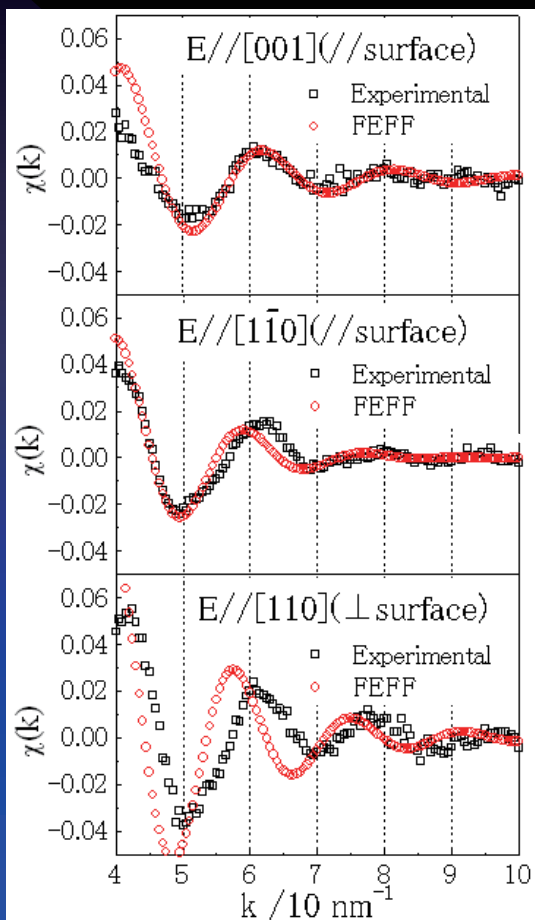 0.06
0.04
0.02
0.00
-0.02
-0.04
χ(k)
E//[001](//surface)
Experimental
FEFF
0.06
0.04
0.02
0.00
-0.02
-0.04
χ(k)
E//[11̅0](//surface)
Experimental
FEFF
0.06
0.04
0.02
0.00
-0.02
-0.04
χ(k)
E//[110](⊥surface)
Experimental
FEFF
4 5 6 7 8 9 10
k /10 nm⁻¹